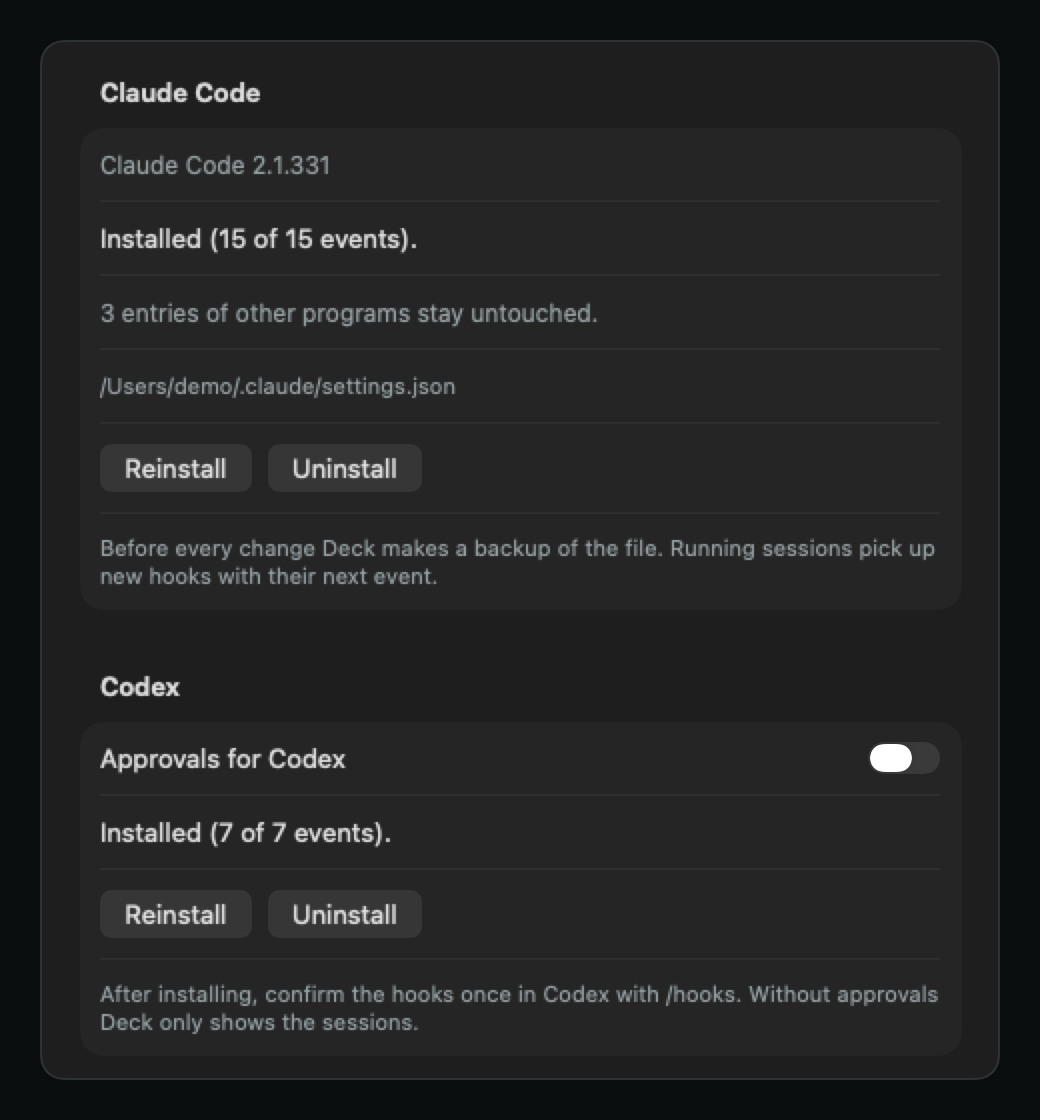 Claude Code
Claude Code 2.1.331
Installed (15 of 15 events).
3 entries of other programs stay untouched.
/Users/demo/.claude/settings.json
Reinstall Uninstall
Before every change Deck makes a backup of the file. Running sessions pick up
new hooks with their next event.
Codex
Approvals for Codex
Installed (7 of 7 events).
Reinstall Uninstall
After installing, confirm the hooks once in Codex with /hooks. Without approvals
Deck only shows the sessions.